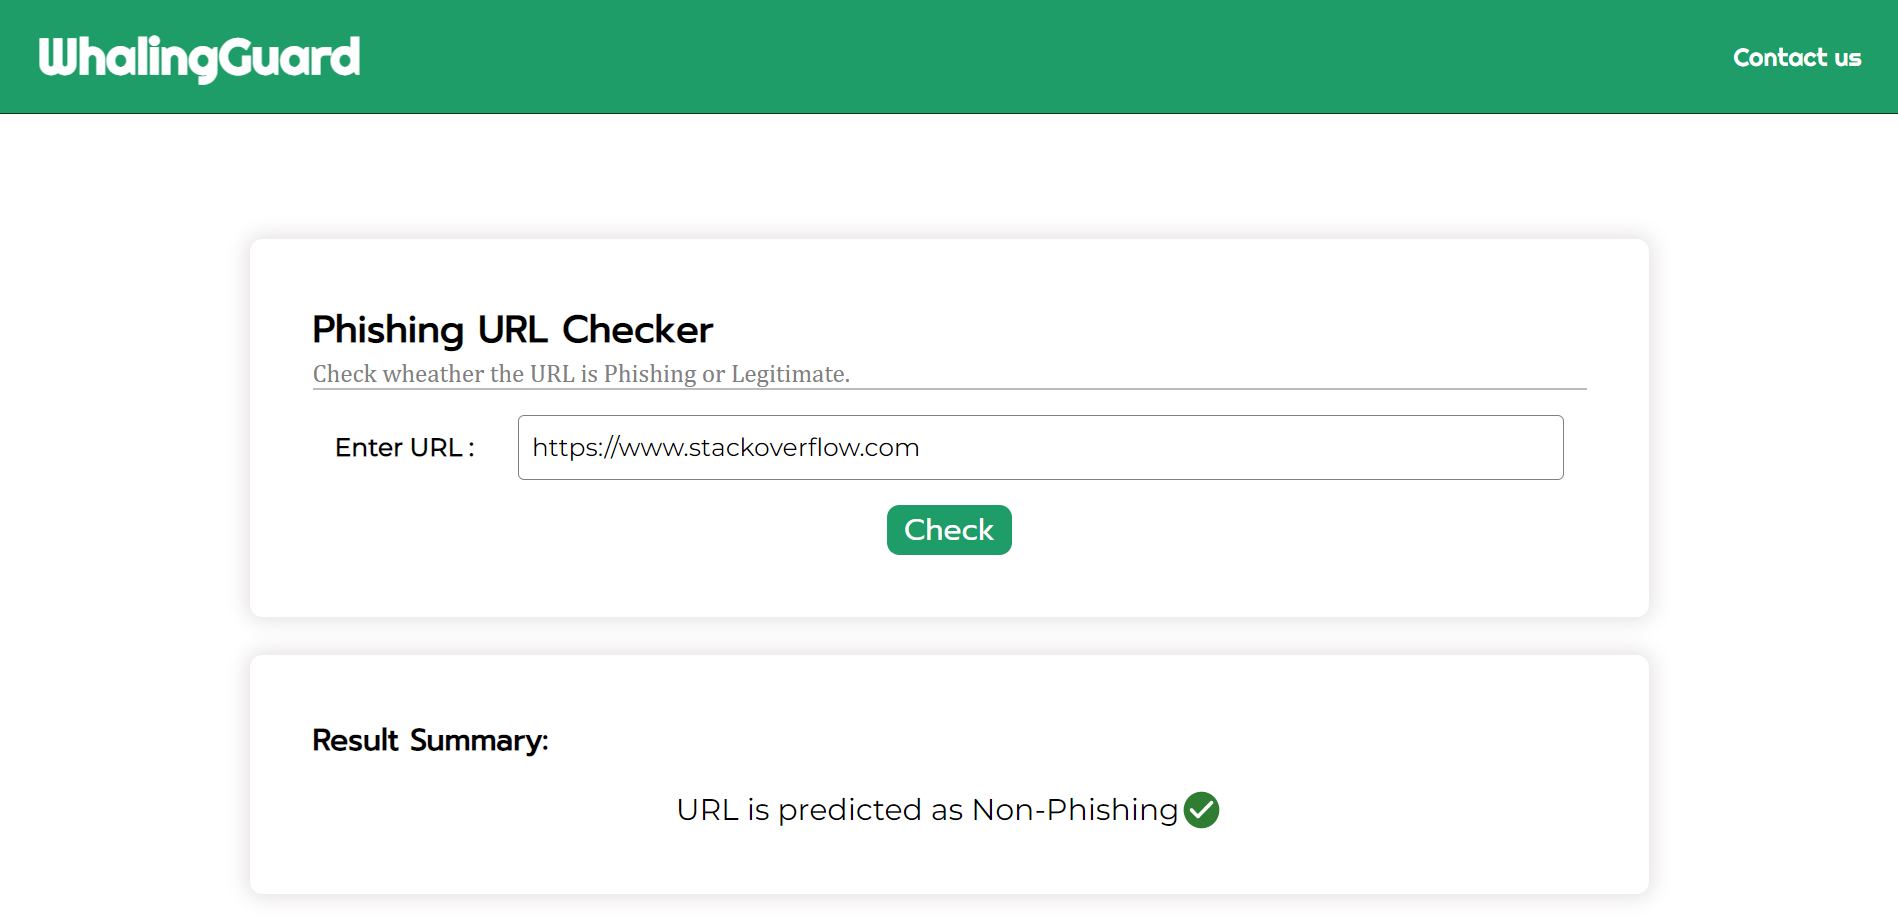 WhalingGuard
Contact us
Phishing URL Checker
Check wheather the URL is Phishing or Legitimate.
Enter URL :
https://www.stackoverflow.com
Check
Result Summary:
URL is predicted as Non-Phishing